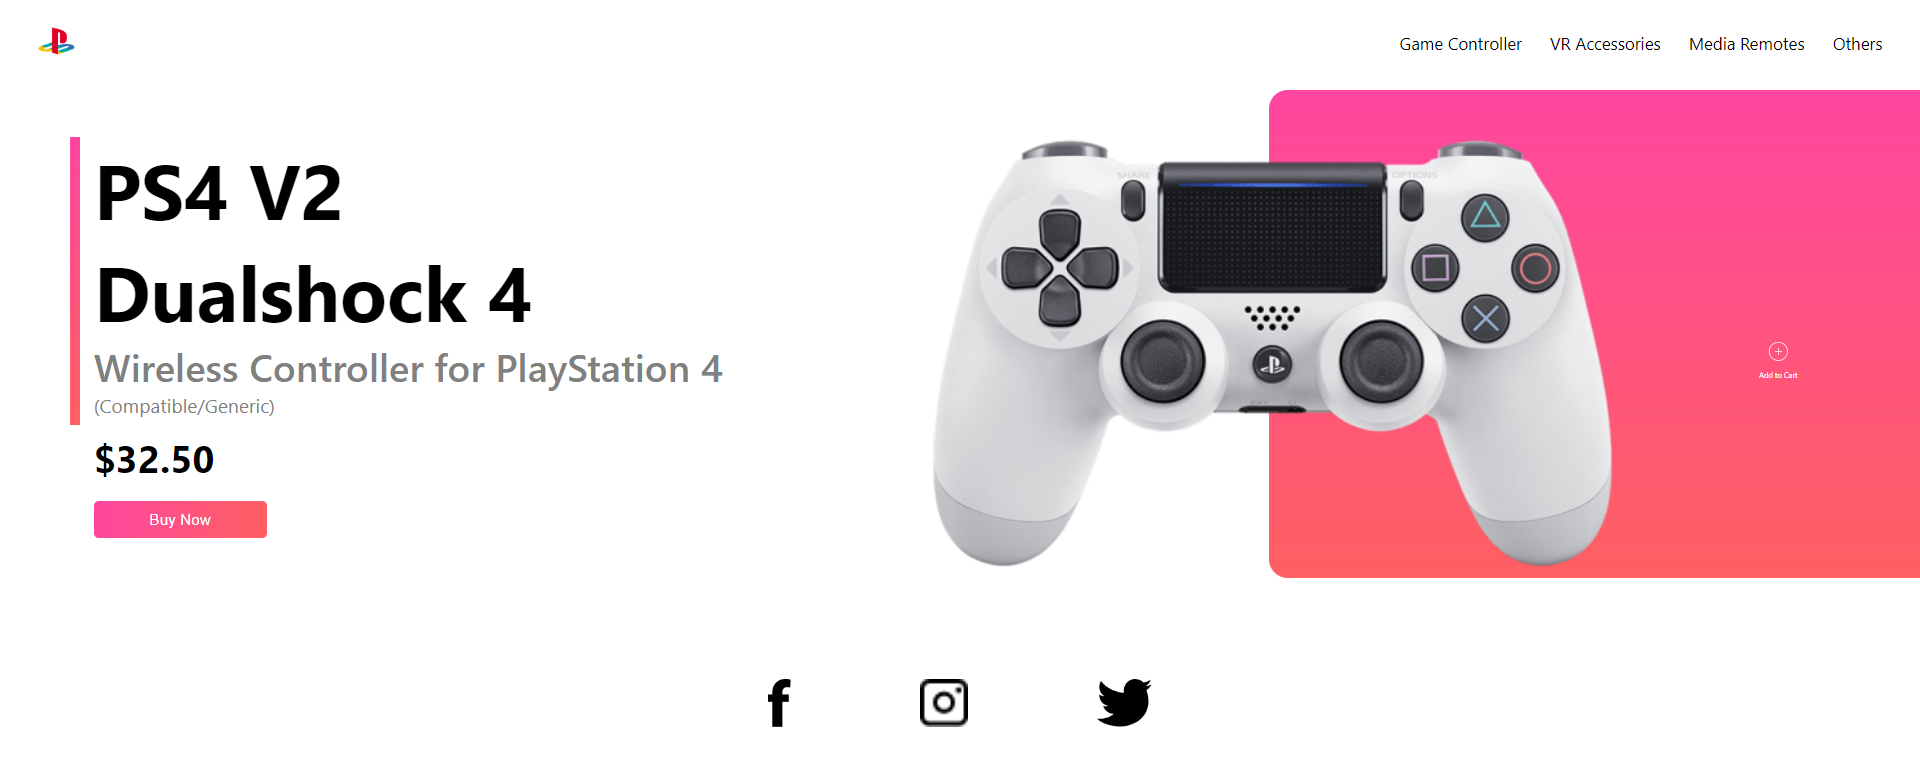 Game Controller VR Accessories Media Remotes Others
PS4 V2
Dualshock 4
Wireless Controller for PlayStation 4
(Compatible/Generic)
$32.50
Buy Now
SHARE
OPTIONS
EXT
Add to Cart